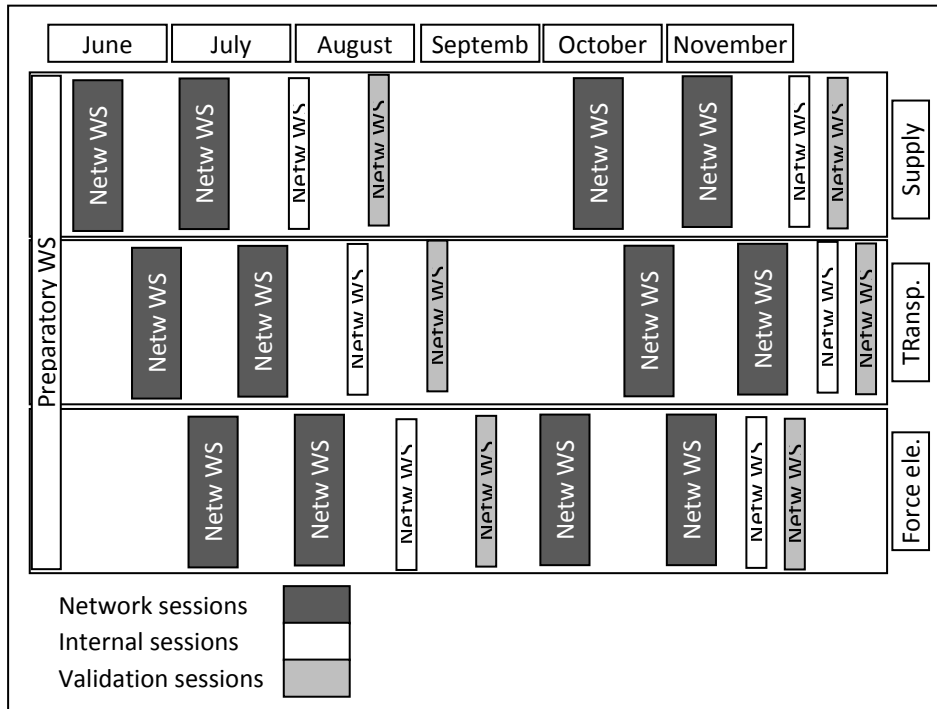 June
July
August
Septemb
October
November
Preparatory WS
Netw WS
Netw WS
Netw WS
Netw WS
Netw WS
Netw WS
Netw WS
Netw WS
Supply
Netw WS
Netw WS
Netw WS
Netw WS
Netw WS
Netw WS
Netw WS
Netw WS
TRansp.
Netw WS
Netw WS
Netw WS
Netw WS
Netw WS
Netw WS
Netw WS
Netw WS
Force ele.
Network sessions
Internal sessions
Validation sessions